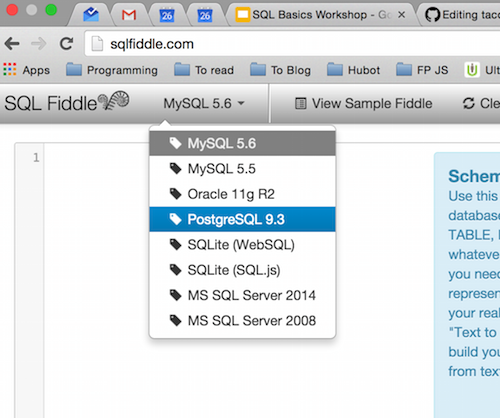 26 26 SQL Basics Workshop - Go Editing tac
sqlfiddle.com
Apps Programming To read To Blog Hubot FP JS Ult
SQL Fiddle MySQL 5.6 View Sample Fiddle Cle
1
MySQL 5.6
MySQL 5.5
Oracle 11g R2
PostgreSQL 9.3
SQLite (WebSQL)
SQLite (SQL.js)
MS SQL Server 2014
MS SQL Server 2008
Schem
Use this
database
TABLE, I
whateve
you need
represen
your real
"Text to
build you
from text